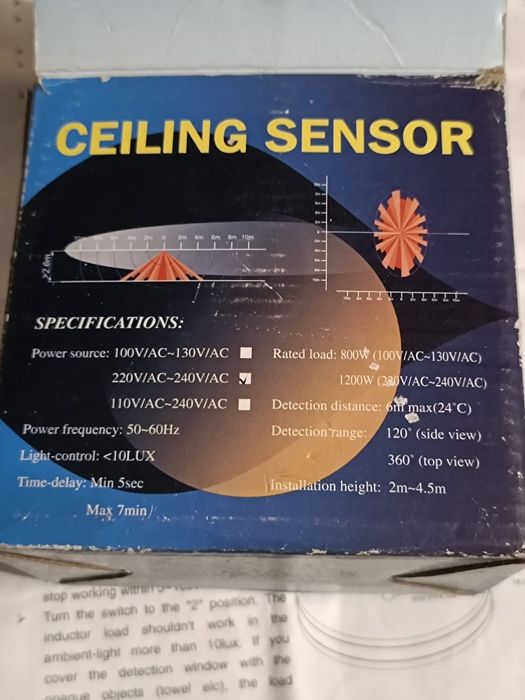 CEILING SENSOR
2m 0 2m 4m 6m 8m 10m
>2.6m
SPECIFICATIONS:
Power source: 100V/AC~130V/AC
Rated load: 800W (100V/AC~130V/AC)
220V/AC~240V/AC
1200W (220V/AC~240V/AC)
110V/AC~240V/AC
Detection distance: 6m max(24°C)
Power frequency: 50~60Hz
Detection range: 120° (side view)
Light-control: <10LUX
360° (top view)
Time-delay: Min 5sec
Installation height: 2m~4.5m
Max 7min
stop working within
Turn the switch to the "2" position. The
inductor load shouldn't work in the
ambient-light more than 10lux. If you
cover the detection window with the
opaque objects (towel etc), the load